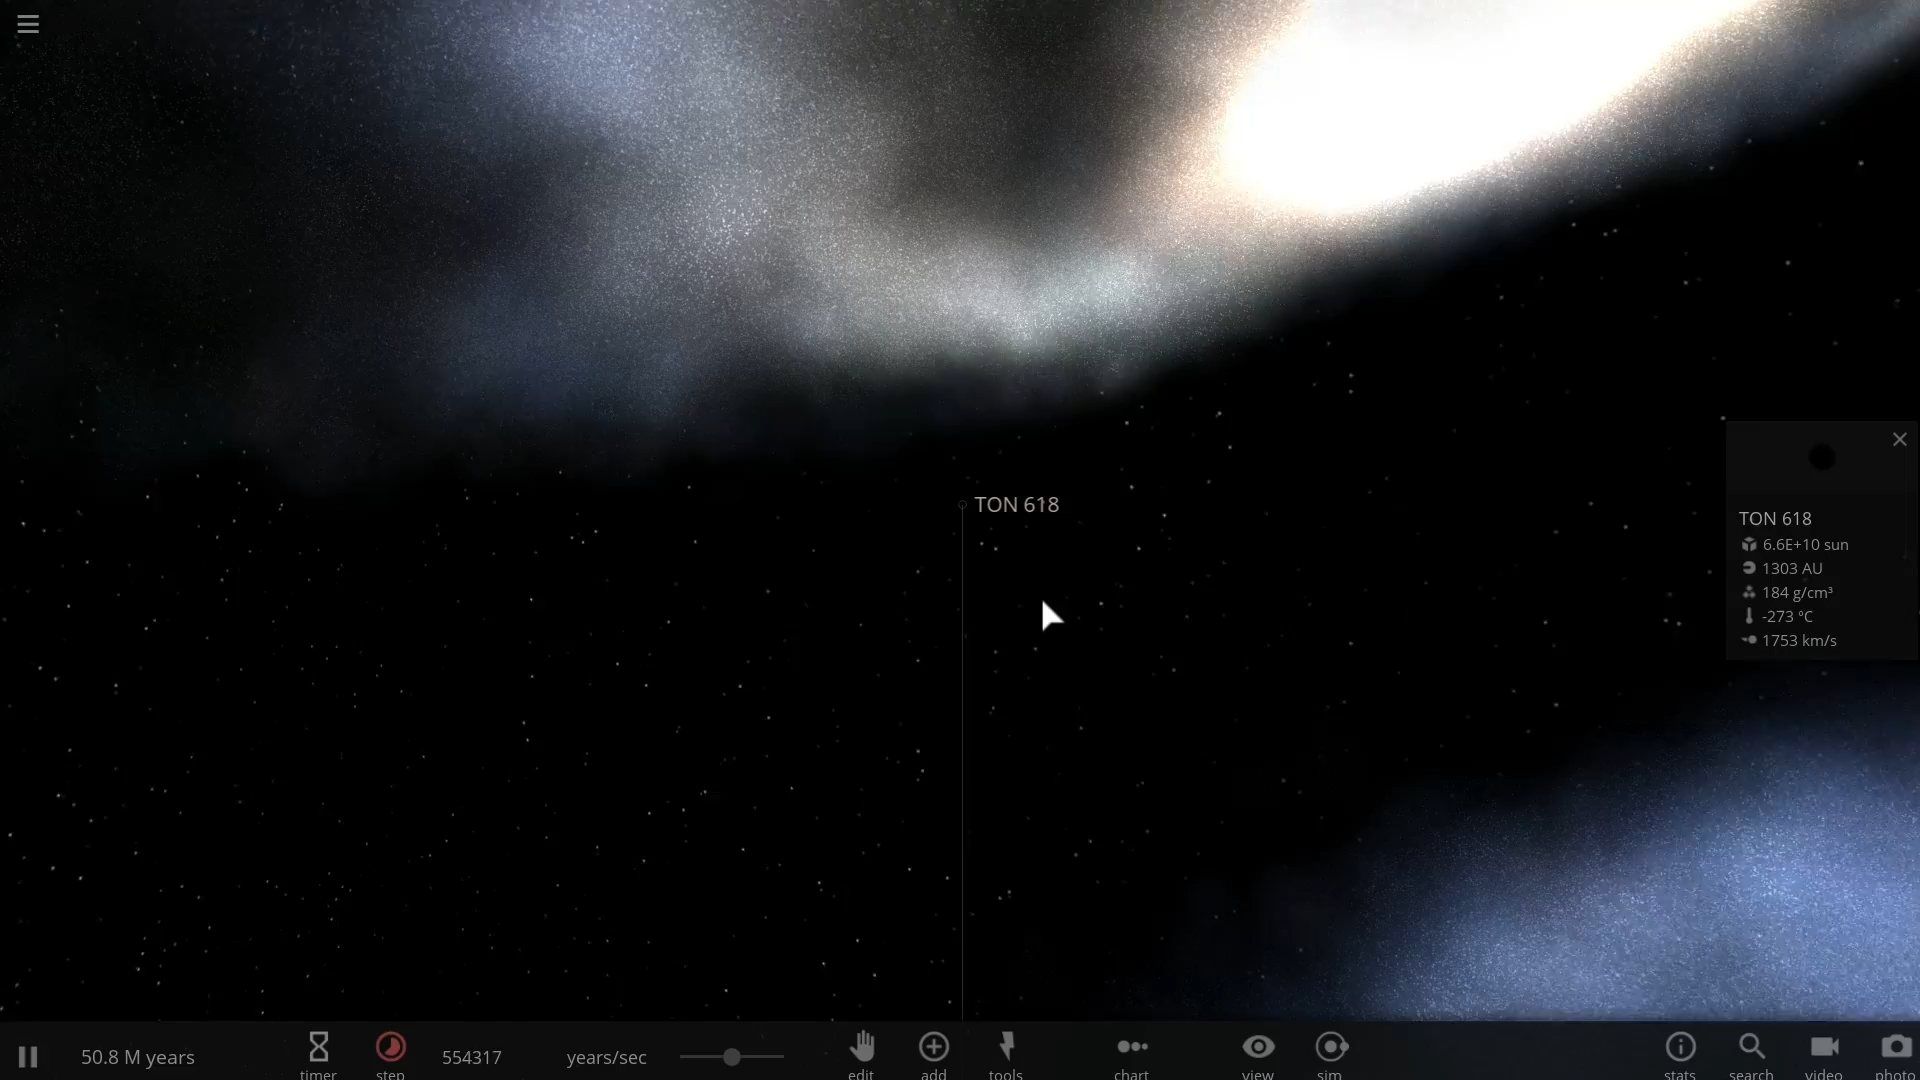 TON 618
TON 618
6.6E+10 sun
1303 AU
184 g/cm³
-273 °C
1753 km/s
50.8 M years
timer
step
554317
years/sec
edit
add
tools
chart
view
sim
stats
search
video
photo